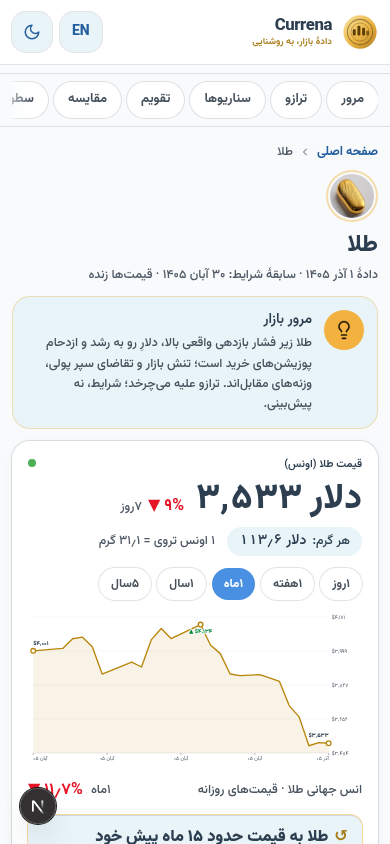 Currena
دادهٔ بازار، به روشنایی
EN
مرور
ترازو
سناریوها
تقویم
مقایسه
صفحه اصلی › طلا
طلا
دادهٔ ۱ آذر ۱۴۰۵ · سابقهٔ شرایط: ۳۰ آبان ۱۴۰۵ · قیمت‌ها زنده
مرور بازار
طلا زیر فشار بازدهی واقعی بالا، دلارِ رو به رشد و ازدحام
پوزیشن‌های خرید است؛ تنش بازار و تقاضای سپر پولی،
وزنه‌های مقابل‌اند. ترازو علیه می‌چرخد؛ شرایط، نه
پیش‌بینی.
قیمت طلا (اونس)
۳,۵۳۳ دلار
▼ ۹% ۷روز
هر گرم: ۱۱۳٫۶ دلار
۱ اونس تروی = ۳۱٫۱ گرم
۱روز
۱هفته
۱ماه
۱سال
۵سال
$۳,۹۹۹
$۳,۵۳۳
انس جهانی طلا · قیمت‌های روزانه
۱ماه ۱۱٫۷% ▼
N
↺ طلا به قیمت حدود ۱۵ ماه پیش خود